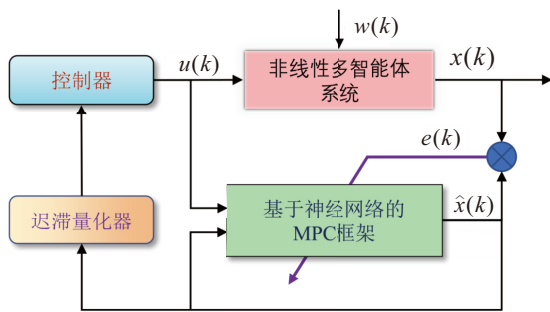 w(k)
控制器
u(k)
非线性多智能体
系统
x(k)
e(k)
迟滞量化器
基于神经网络的
MPC框架
x̂(k)